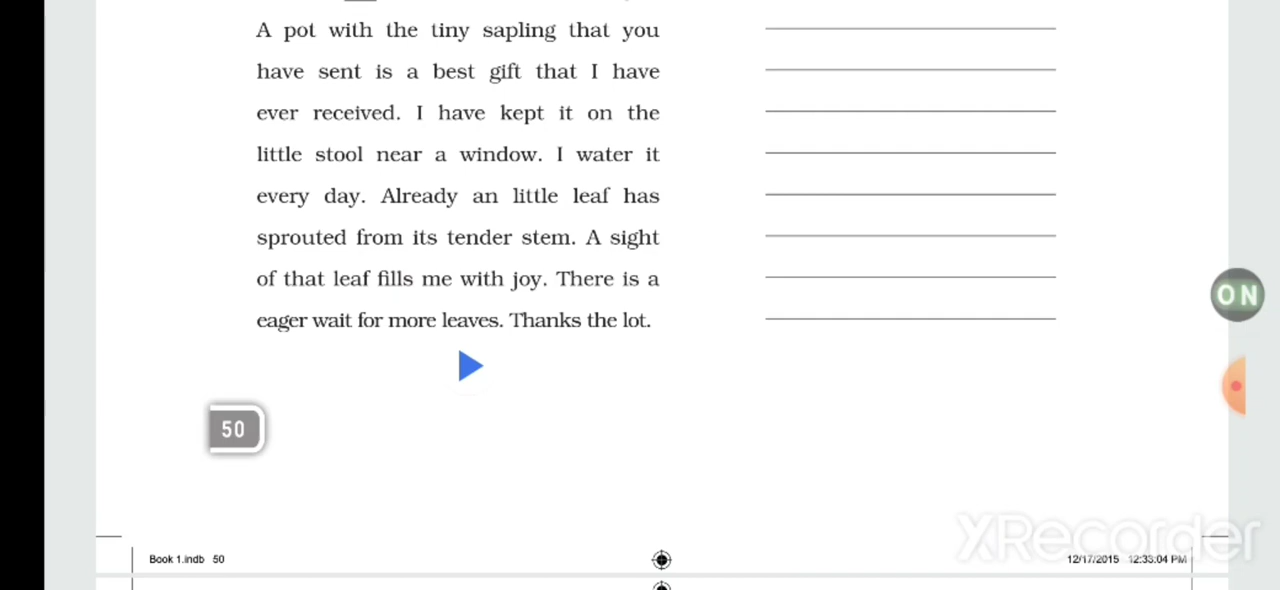 A pot with the tiny sapling that you
have sent is a best gift that I have
ever received. I have kept it on the
little stool near a window. I water it
every day. Already an little leaf has
sprouted from its tender stem. A sight
of that leaf fills me with joy. There is a
eager wait for more leaves. Thanks the lot.
ON
50
XRecorder
Book 1.indb 50
12/17/2015 12:33:04 PM